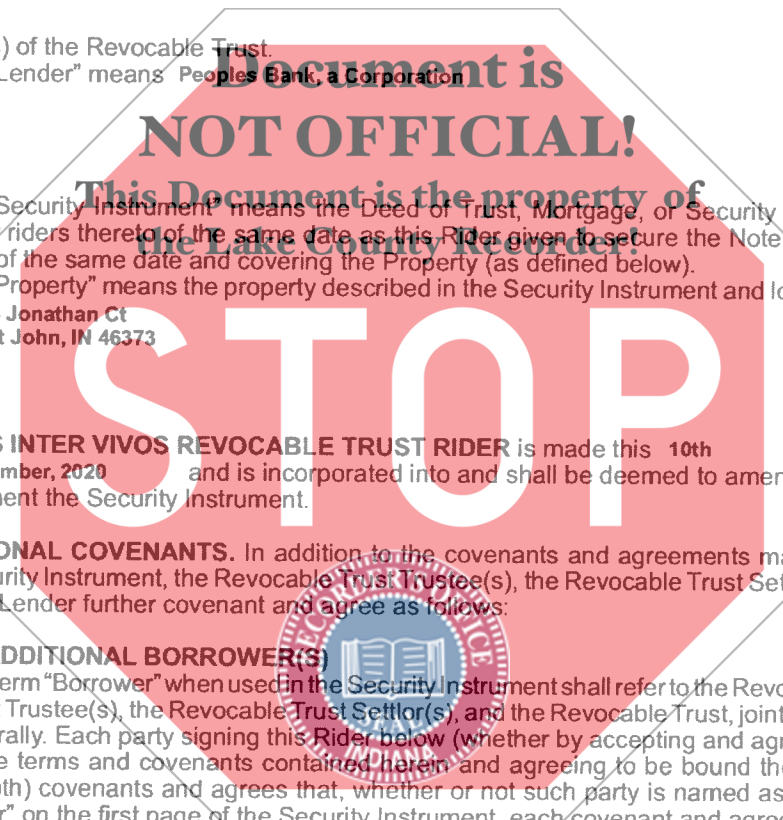 ) of the Revocable Trust.
Lender” means Peoples Bank, a Corporation
Document is
NOT OFFICIAL!
This Document is the property of
the Lake County Recorder!
Security Instrument” means the Deed of Trust, Mortgage, or Security
riders thereto of the same date as this Rider given to secure the Note
of the same date and covering the Property (as defined below).
Property” means the property described in the Security Instrument and lo
Jonathan Ct
t John, IN 46373
STOP
S INTER VIVOS REVOCABLE TRUST RIDER is made this 10th
mber, 2020 and is incorporated into and shall be deemed to amen
ent the Security Instrument.
ONAL COVENANTS. In addition to the covenants and agreements ma
urity Instrument, the Revocable Trust Trustee(s), the Revocable Trust Set
Lender further covenant and agree as follows:
DDITIONAL BORROWER(S)
erm “Borrower” when used in the Security Instrument shall refer to the Revo
t Trustee(s), the Revocable Trust Settlor(s), and the Revocable Trust, joint
rally. Each party signing this Rider below (whether by accepting and agr
e terms and covenants contained herein and agreeing to be bound the
th) covenants and agrees that, whether or not such party is named as
r” on the first page of the Security Instrument, each covenant and agree
RECORDER'S OFFICE
INDIANA